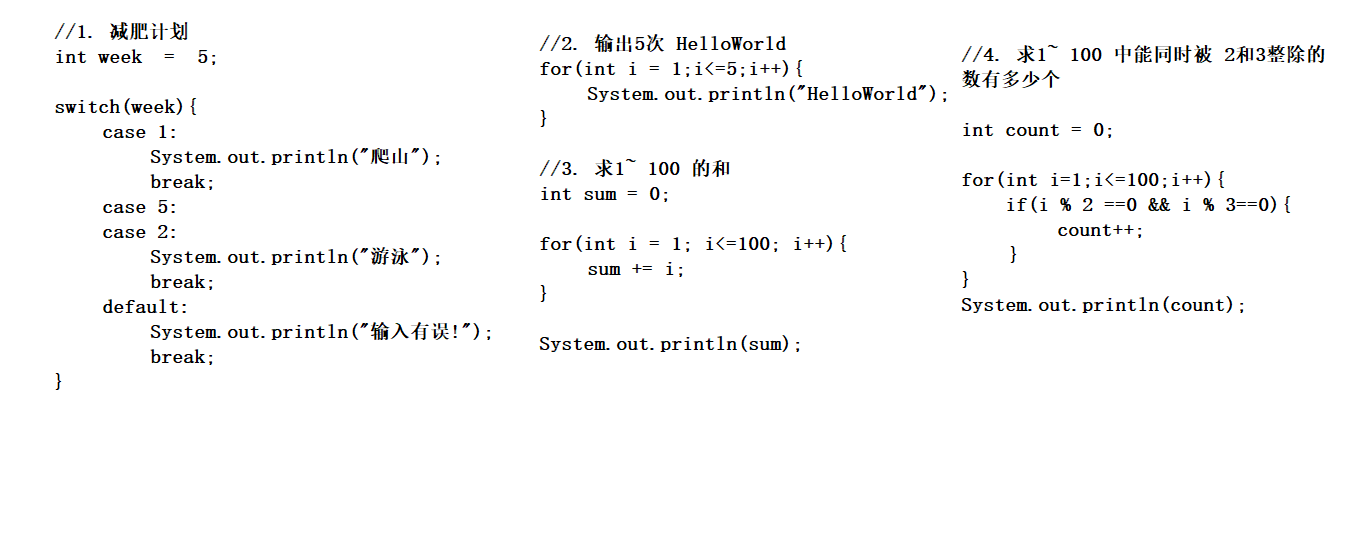 //1. 减肥计划
int week  =  5;
switch(week){
    case 1:
        System.out.println("爬山");
        break;
    case 5:
    case 2:
        System.out.println("游泳");
        break;
    default:
        System.out.println("输入有误!");
        break;
}
//2. 输出5次 HelloWorld
for(int i = 1;i<=5;i++){
    System.out.println("HelloWorld");
}
//3. 求1~ 100 的和
int sum = 0;
for(int i = 1; i<=100; i++){
    sum += i;
}
System.out.println(sum);
//4. 求1~ 100 中能同时被 2和3整除的
数有多少个
int count = 0;
for(int i=1;i<=100;i++){
    if(i % 2 ==0 && i % 3==0){
        count++;
    }
}
System.out.println(count);